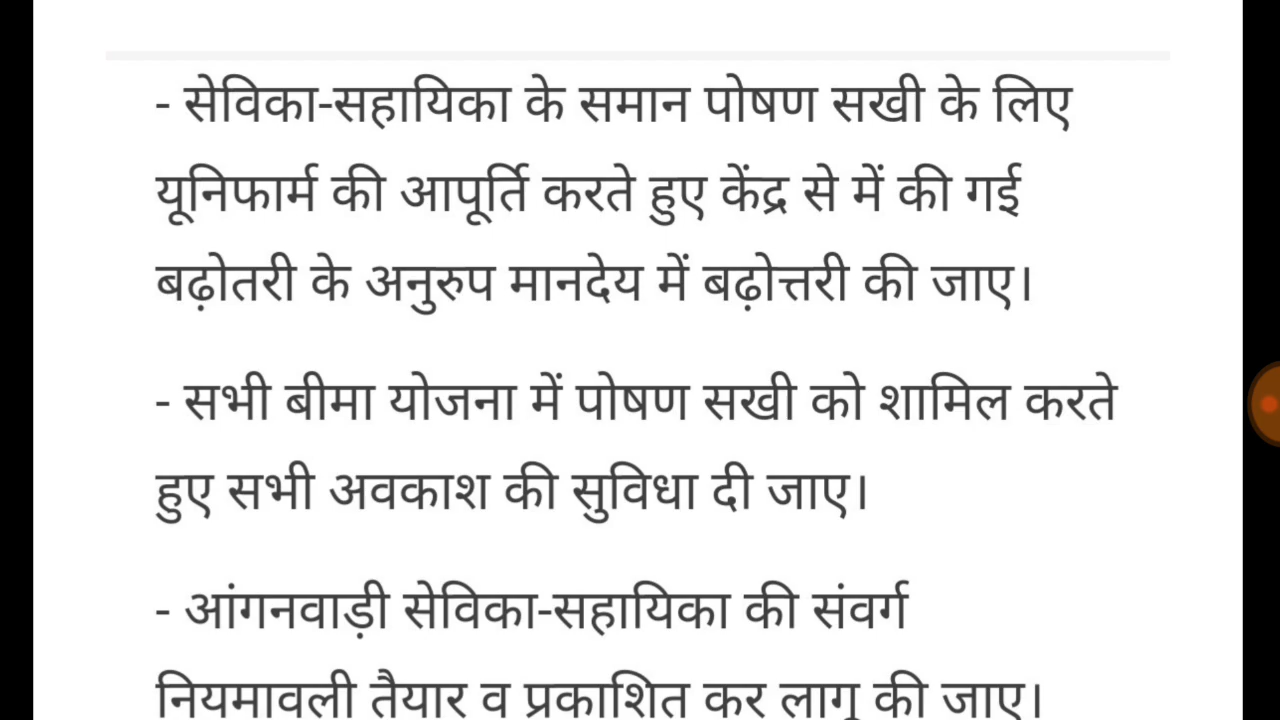 - सेविका-सहायिका के समान पोषण सखी के लिए
यूनिफार्म की आपूर्ति करते हुए केंद्र से में की गई
बढ़ोतरी के अनुरुप मानदेय में बढ़ोत्तरी की जाए।
- सभी बीमा योजना में पोषण सखी को शामिल करते
हुए सभी अवकाश की सुविधा दी जाए।
- आंगनवाड़ी सेविका-सहायिका की संवर्ग
नियमावली तैयार व प्रकाशित कर लागू की जाए।